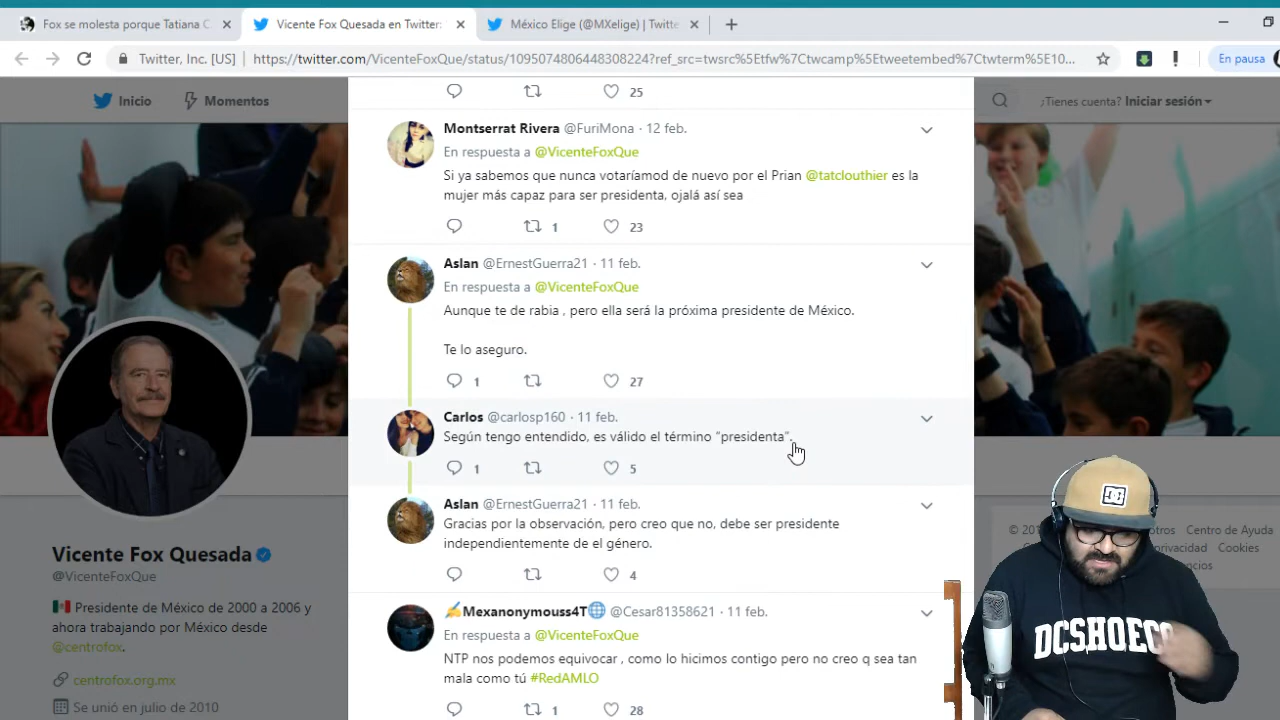 Fox se molesta porque Tatiana C
Vicente Fox Quesada en Twitter:
México Elige (@MXelige) | Twitte
Twitter, Inc. [US]
https://twitter.com/VicenteFoxQue/status/1095074806448308224?ref_src=twsrc%5Etfw%7Ctwcamp%5Etweetembed%7Ctwterm%5E10...
En pausa
Inicio
Momentos
¿Tienes cuenta? Iniciar sesión
25
Montserrat Rivera @FuriMona · 12 feb.
En respuesta a @VicenteFoxQue
Si ya sabemos que nunca votaríamod de nuevo por el Prian @tatclouthier es la
mujer más capaz para ser presidenta, ojalá así sea
1 23
Aslan @ErnestGuerra21 · 11 feb.
En respuesta a @VicenteFoxQue
Aunque te de rabia , pero ella será la próxima presidente de México.
Te lo aseguro.
1 27
Carlos @carlosp160 · 11 feb.
Según tengo entendido, es válido el término "presidenta".
1 5
Aslan @ErnestGuerra21 · 11 feb.
Gracias por la observación, pero creo que no, debe ser presidente
independientemente de el género.
4
Mexanonymouss4T @Cesar81358621 · 11 feb.
En respuesta a @VicenteFoxQue
NTP nos podemos equivocar , como lo hicimos contigo pero no creo q sea tan
mala como tú #RedAMLO
1 28
Vicente Fox Quesada
@VicenteFoxQue
Presidente de México de 2000 a 2006 y
ahora trabajando por México desde
@centrofox.
centrofox.org.mx
Se unió en julio de 2010
Centro de Ayuda
Cookies
DC
DCSHOECO